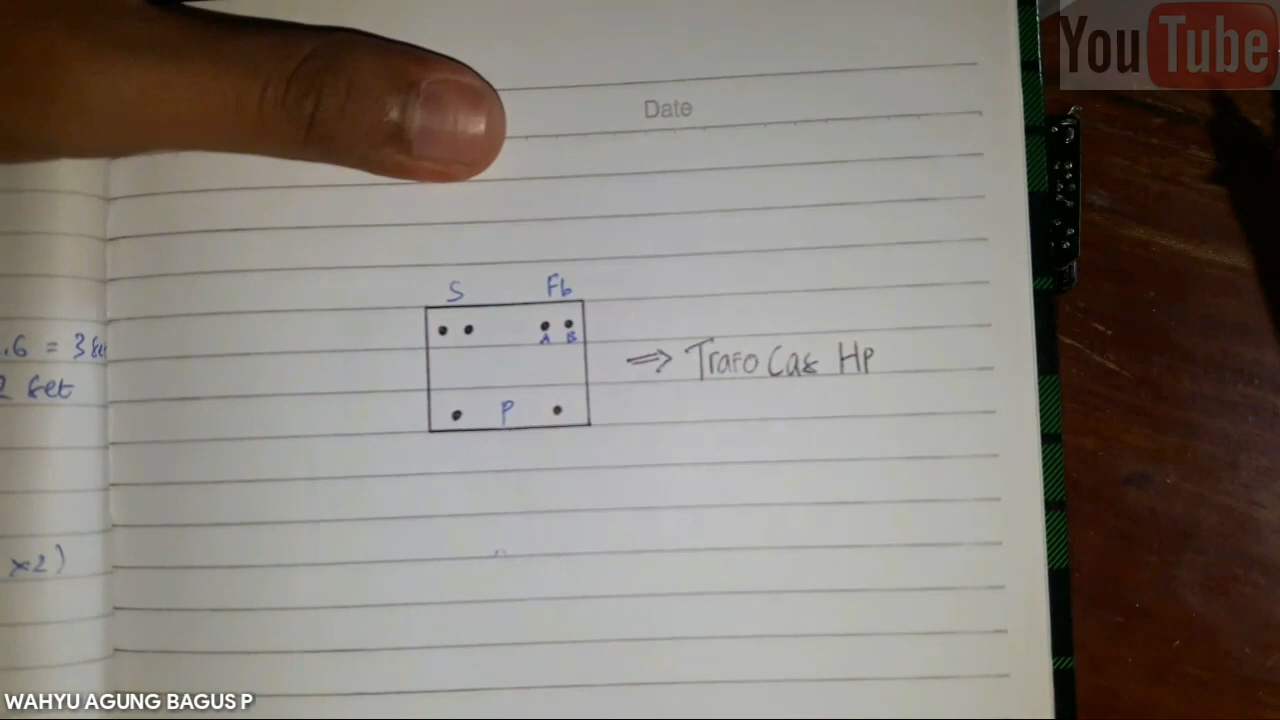 YouTube
Date
S Fb
A B
.6 = 3
2 set
⇒ Trafo Cas Hp
P
x2)
WAHYU AGUNG BAGUS P